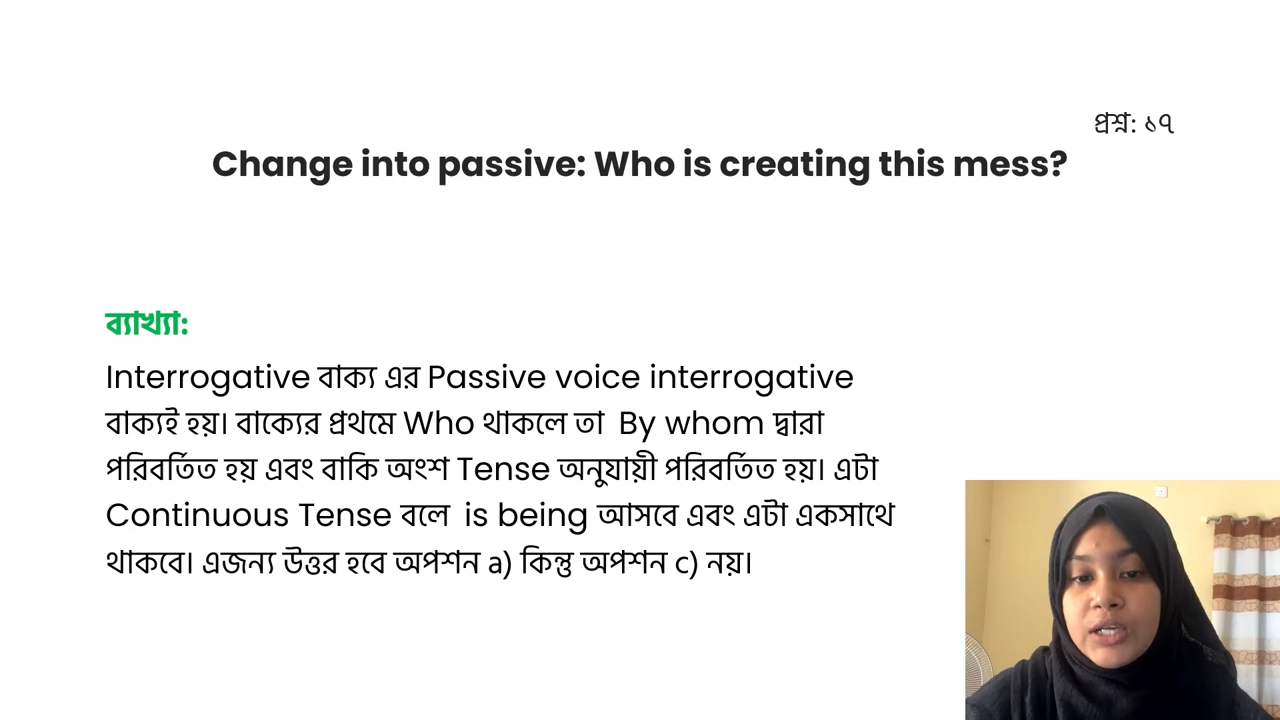 প্রশ্ন: ১৭
Change into passive: Who is creating this mess?
ব্যাখ্যা:
Interrogative বাক্য এর Passive voice interrogative
বাক্যই হয়। বাক্যের প্রথমে Who থাকলে তা By whom দ্বারা
পরিবর্তিত হয় এবং বাকি অংশ Tense অনুযায়ী পরিবর্তিত হয়। এটা
Continuous Tense বলে is being আসবে এবং এটা একসাথে
থাকবে। এজন্য উত্তর হবে অপশন a) কিন্তু অপশন c) নয়।